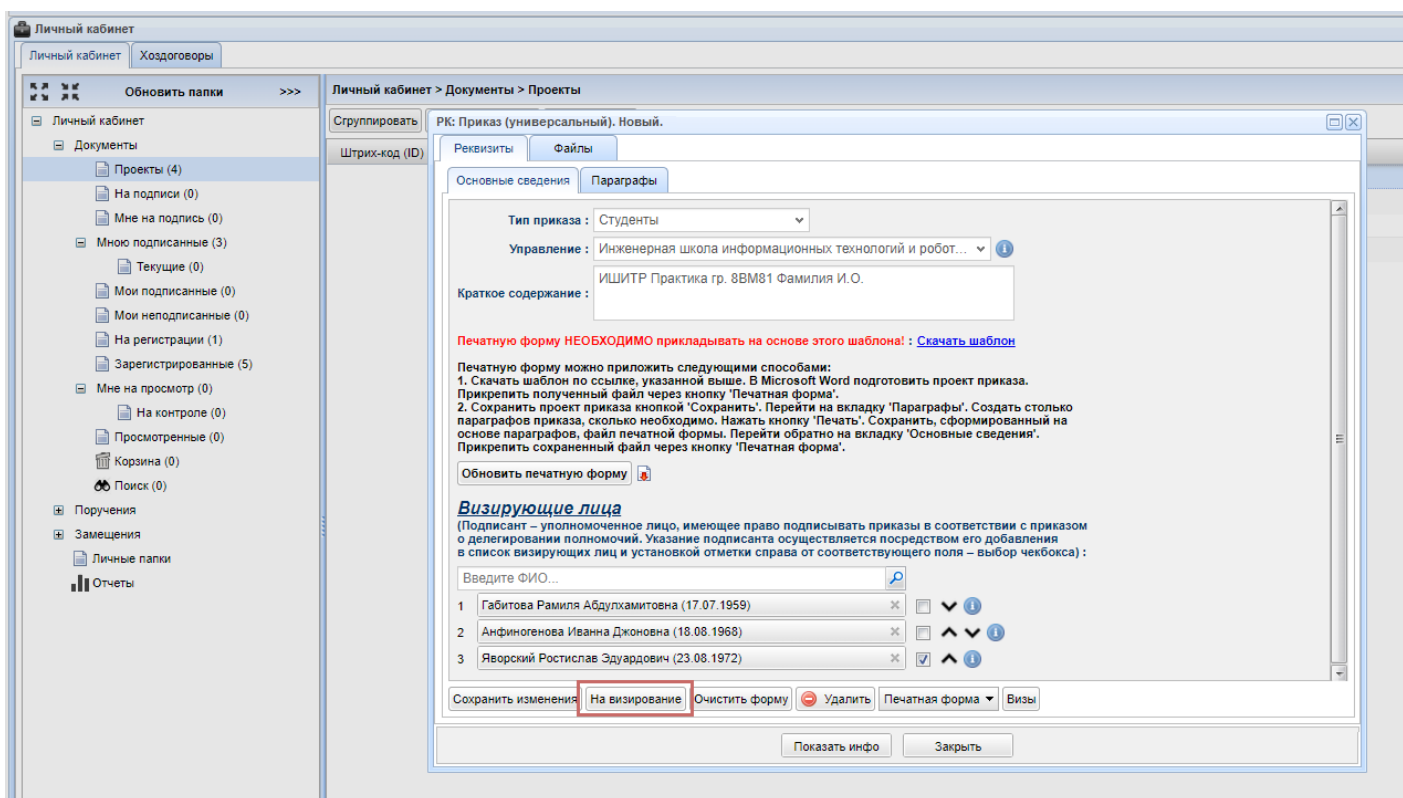 Личный кабинет
Личный кабинет Хоздоговоры
Обновить папки >>>
Личный кабинет
Документы
Проекты (4)
На подписи (0)
Мне на подпись (0)
Мною подписанные (3)
Текущие (0)
Мои подписанные (0)
Мои неподписанные (0)
На регистрации (1)
Зарегистрированные (5)
Мне на просмотр (0)
На контроле (0)
Просмотренные (0)
Корзина (0)
Поиск (0)
Поручения
Замещения
Личные папки
Отчеты
Личный кабинет > Документы > Проекты
Сгруппировать
Штрих-код (ID)
РК: Приказ (универсальный). Новый.
Реквизиты Файлы
Основные сведения Параграфы
Тип приказа : Студенты
Управление : Инженерная школа информационных технологий и робот...
Краткое содержание : ИШИТР Практика гр. 8ВМ81 Фамилия И.О.
Печатную форму НЕОБХОДИМО прикладывать на основе этого шаблона! : Скачать шаблон
Печатную форму можно приложить следующими способами:
1. Скачать шаблон по ссылке, указанной выше. В Microsoft Word подготовить проект приказа.
Прикрепить полученный файл через кнопку 'Печатная форма'.
2. Сохранить проект приказа кнопкой 'Сохранить'. Перейти на вкладку 'Параграфы'. Создать столько
параграфов приказа, сколько необходимо. Нажать кнопку 'Печать'. Сохранить, сформированный на
основе параграфов, файл печатной формы. Перейти обратно на вкладку 'Основные сведения'.
Прикрепить сохраненный файл через кнопку 'Печатная форма'.
Обновить печатную форму
Визирующие лица
(Подписант – уполномоченное лицо, имеющее право подписывать приказы в соответствии с приказом
о делегировании полномочий. Указание подписанта осуществляется посредством его добавления
в список визирующих лиц и установкой отметки справа от соответствующего поля – выбор чекбокса) :
Введите ФИО...
1 Габитова Рамиля Абдулхамитовна (17.07.1959)
2 Анфиногенова Иванна Джоновна (18.08.1968)
3 Яворский Ростислав Эдуардович (23.08.1972)
Сохранить изменения На визирование Очистить форму Удалить Печатная форма Визы
Показать инфо Закрыть